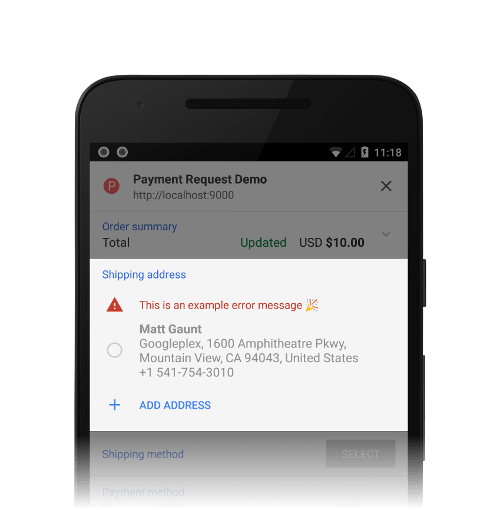 11:18
P
Payment Request Demo
http://localhost:9000
Order summary
Total Updated USD $10.00
Shipping address
This is an example error message 🎉
Matt Gaunt
Googleplex, 1600 Amphitheatre Pkwy,
Mountain View, CA 94043, United States
+1 541-754-3010
+ ADD ADDRESS
Shipping method SELECT
Payment method